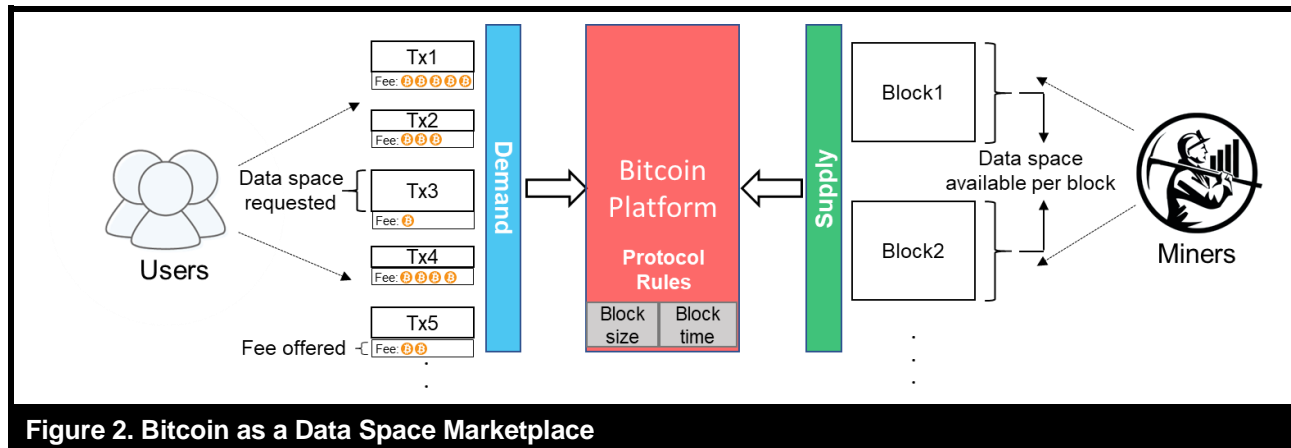 Tx1
Fee: ₿ ₿ ₿ ₿ ₿
Tx2
Fee: ₿ ₿ ₿
Data space
requested
Tx3
Fee: ₿
Tx4
Fee: ₿ ₿ ₿ ₿
Tx5
Fee offered
Fee: ₿ ₿
Users
Demand
Bitcoin
Platform
Protocol
Rules
Block
size
Block
time
Supply
Block1
Block2
Data space
available per block
Miners
Figure 2. Bitcoin as a Data Space Marketplace